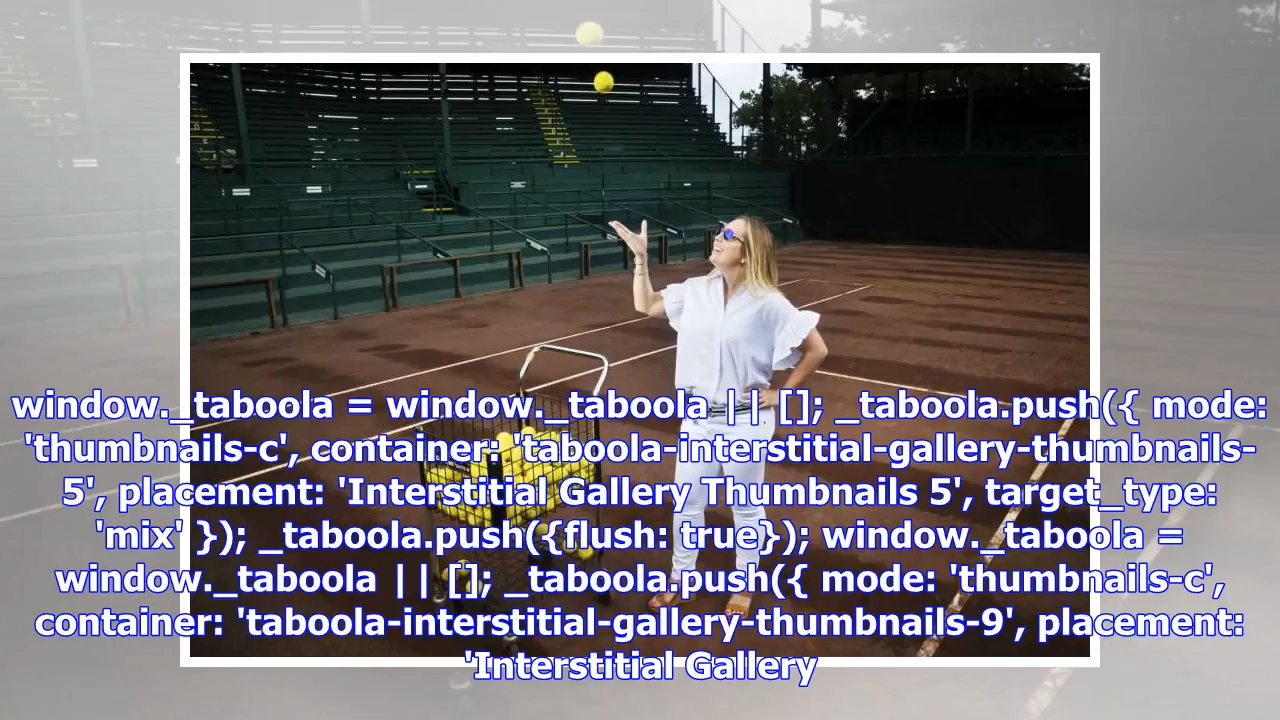 window._taboola = window._taboola || []; _taboola.push({ mode:
'thumbnails-c', container: 'taboola-interstitial-gallery-thumbnails-
5', placement: 'Interstitial Gallery Thumbnails 5', target_type:
'mix' }); _taboola.push({flush: true}); window._taboola =
window._taboola || []; _taboola.push({ mode: 'thumbnails-c',
container: 'taboola-interstitial-gallery-thumbnails-9', placement:
'Interstitial Gallery